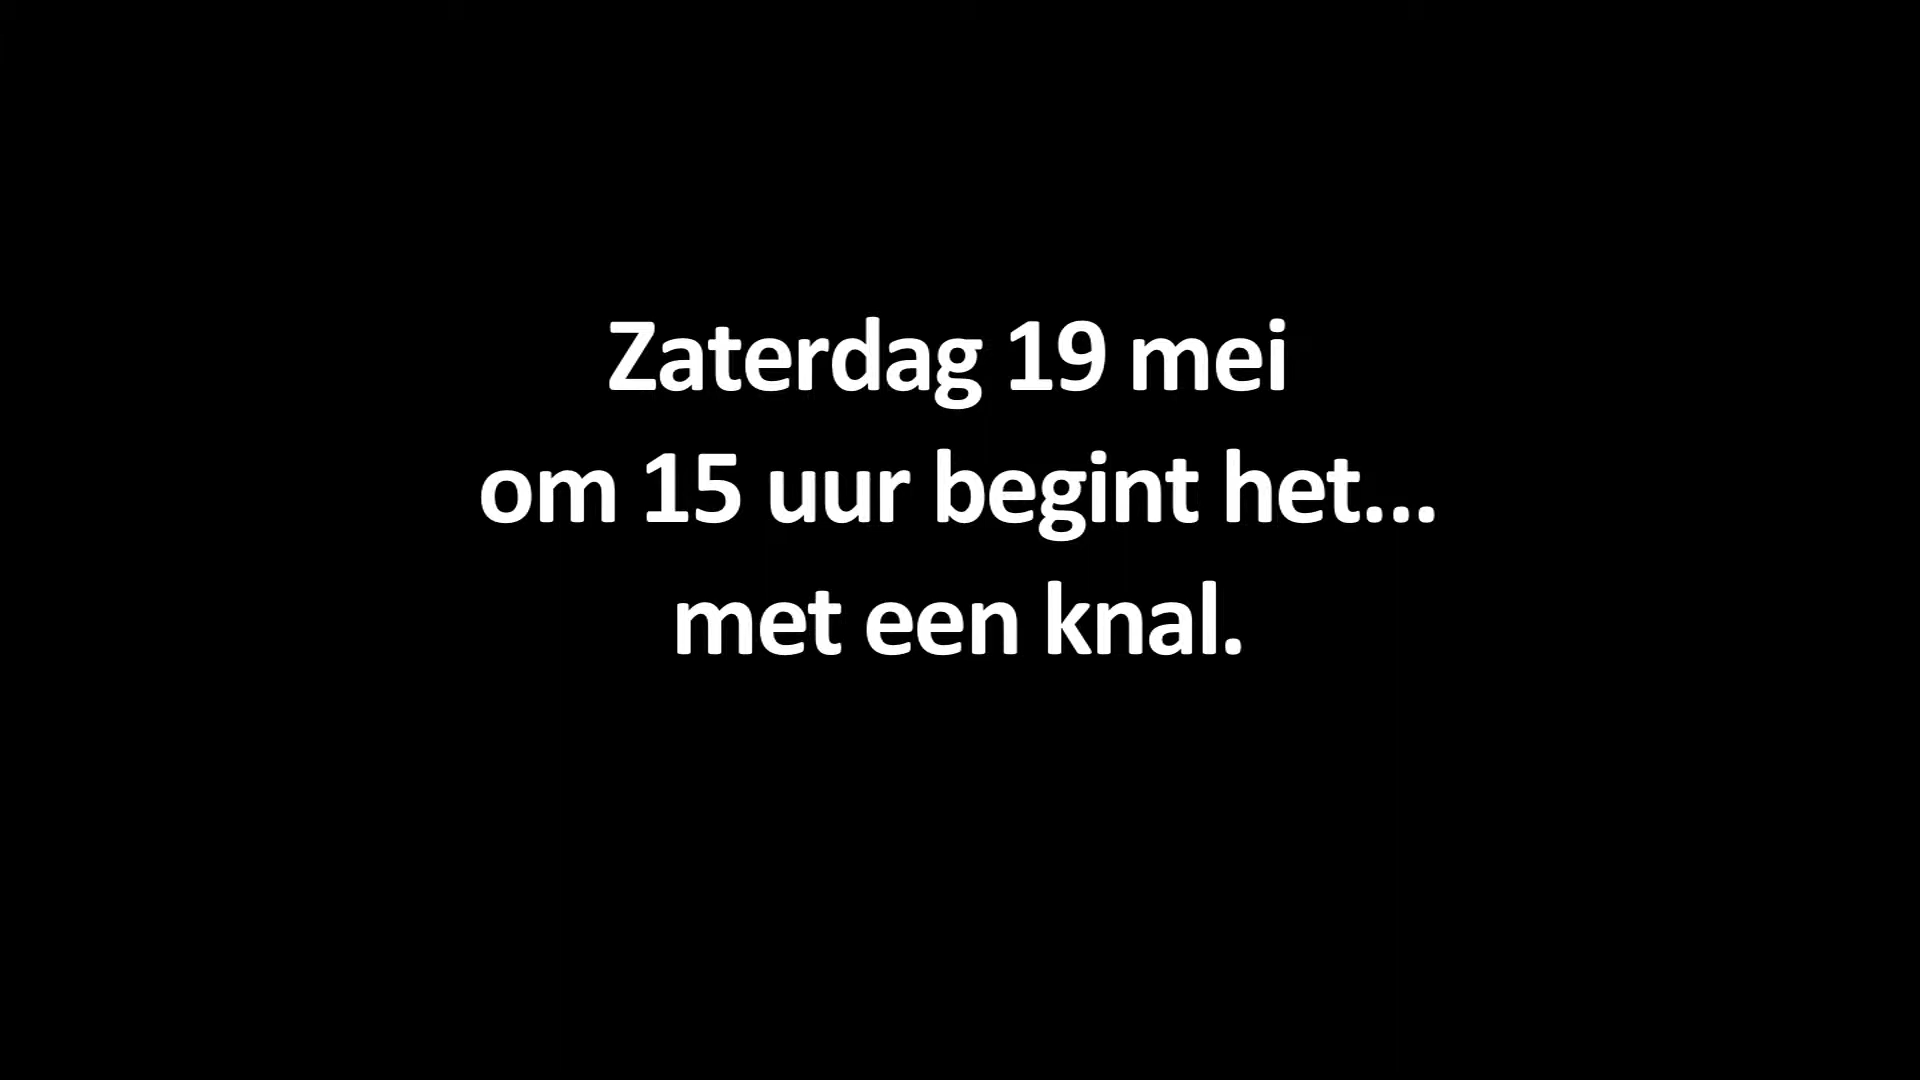 Zaterdag 19 mei
om 15 uur begint het...
met een knal.